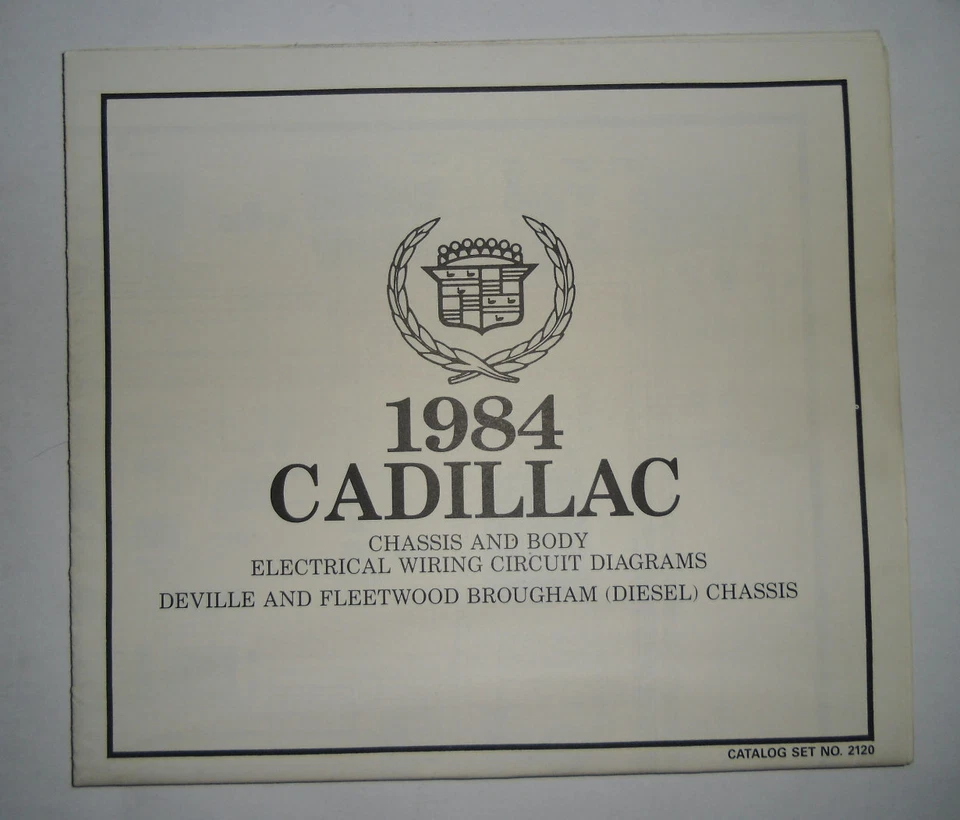 1984
CADILLAC
CHASSIS AND BODY
ELECTRICAL WIRING CIRCUIT DIAGRAMS
DEVILLE AND FLEETWOOD BROUGHAM (DIESEL) CHASSIS
CATALOG SET NO. 2120